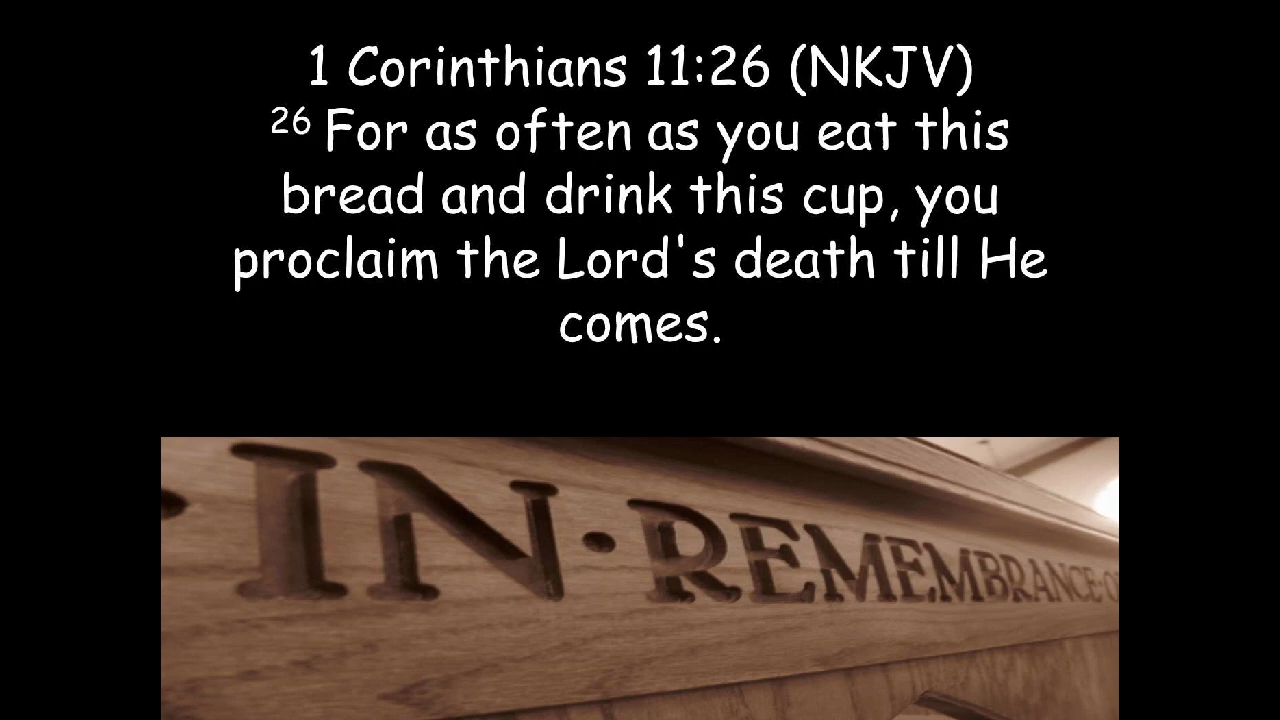 1 Corinthians 11:26 (NKJV)
26 For as often as you eat this
bread and drink this cup, you
proclaim the Lord's death till He
comes.
· IN · REMEMBRANCE · O